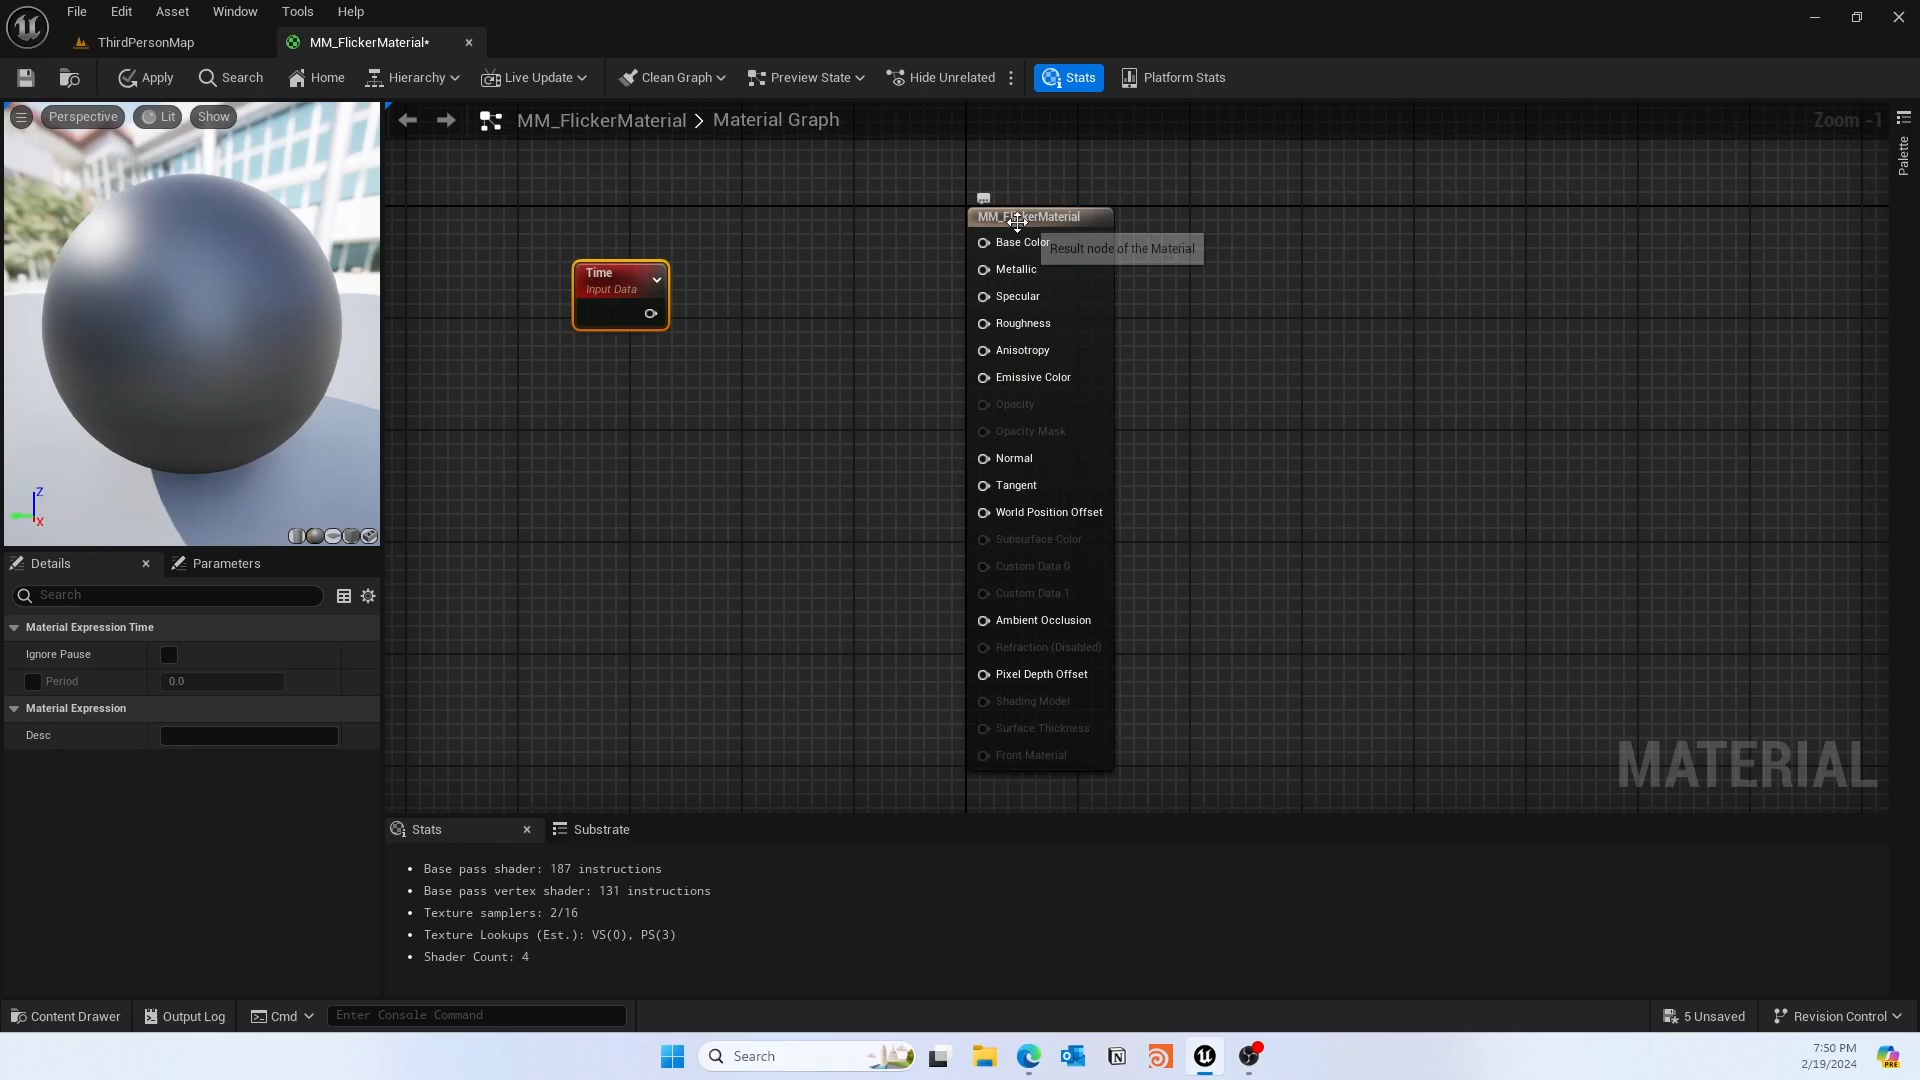 File Edit Asset Window Tools Help
ThirdPersonMap
MM_FlickerMaterial*
Apply Search Home Hierarchy Live Update Clean Graph Preview State Hide Unrelated Stats Platform Stats
Perspective Lit Show
MM_FlickerMaterial > Material Graph
Zoom -1
Palette
MM_FlickerMaterial
Result node of the Material
Base Color
Metallic
Specular
Roughness
Anisotropy
Emissive Color
Opacity
Opacity Mask
Normal
Tangent
World Position Offset
Subsurface Color
Custom Data 0
Custom Data 1
Ambient Occlusion
Refraction (Disabled)
Pixel Depth Offset
Shading Model
Surface Thickness
Front Material
Time
Input Data
Z
X
MATERIAL
Details Parameters
Search
Material Expression Time
Ignore Pause
Period 0.0
Material Expression
Desc
Stats Substrate
• Base pass shader: 187 instructions
• Base pass vertex shader: 131 instructions
• Texture samplers: 2/16
• Texture Lookups (Est.): VS(0), PS(3)
• Shader Count: 4
Content Drawer Output Log Cmd Enter Console Command 5 Unsaved Revision Control
Search
7:50 PM
2/19/2024
PRE